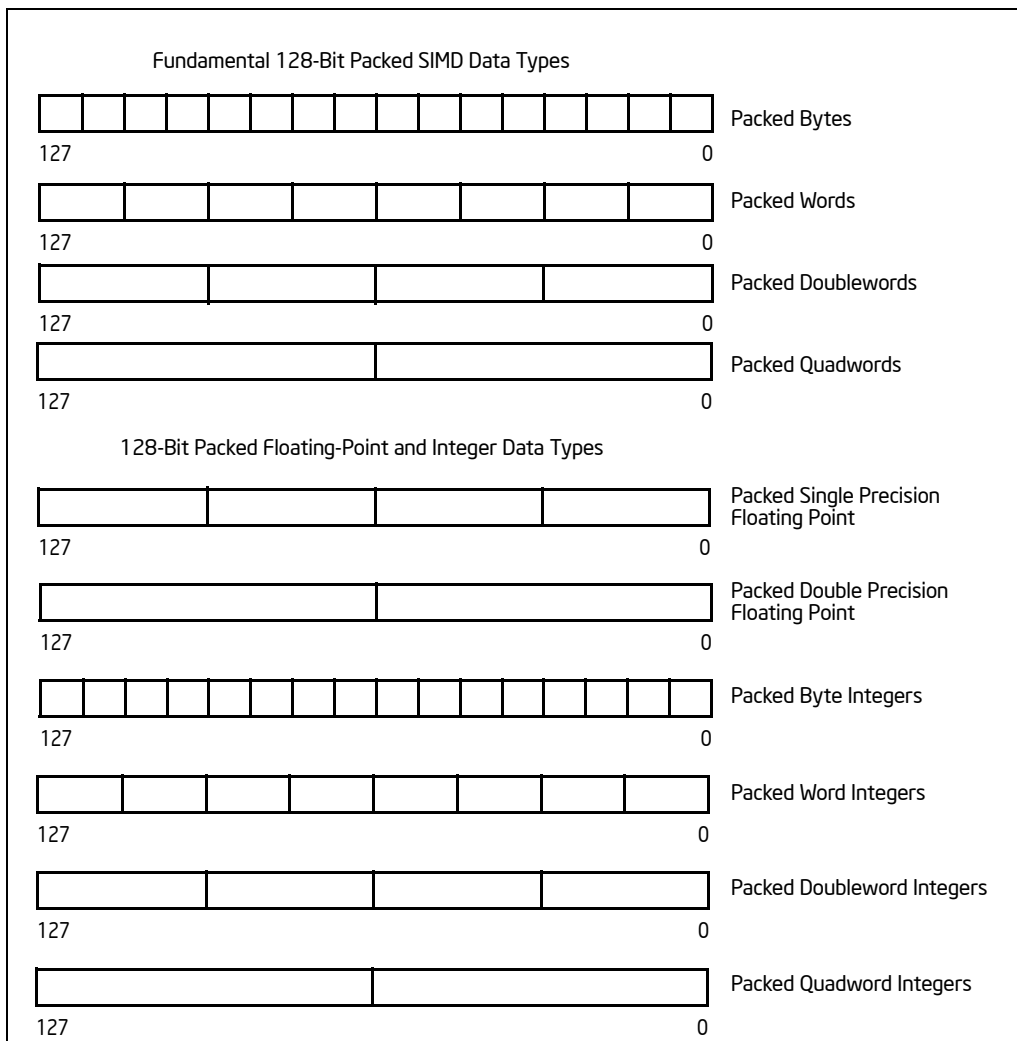 Fundamental 128-Bit Packed SIMD Data Types
Packed Bytes
127 0
Packed Words
127 0
Packed Doublewords
127 0
Packed Quadwords
127 0
128-Bit Packed Floating-Point and Integer Data Types
Packed Single Precision
Floating Point
127 0
Packed Double Precision
Floating Point
127 0
Packed Byte Integers
127 0
Packed Word Integers
127 0
Packed Doubleword Integers
127 0
Packed Quadword Integers
127 0